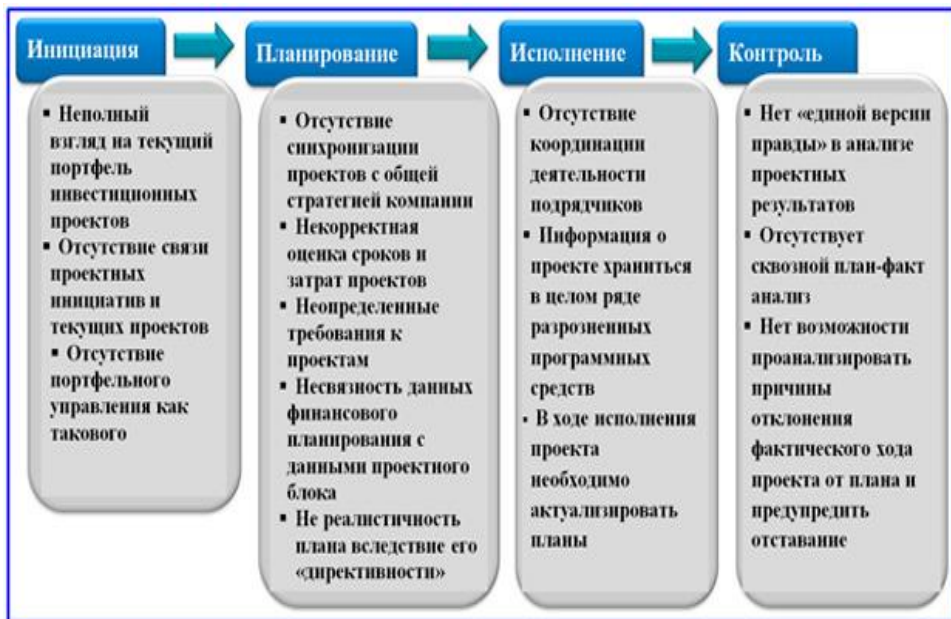 Инициация
Планирование
Исполнение
Контроль
▪ Неполный
взгляд на текущий
портфель
инвестиционных
проектов
▪ Отсутствие связи
проектных
инициатив и
текущих проектов
▪ Отсутствие
портфельного
управления как
такового
▪ Отсутствие
синхронизации
проектов с общей
стратегией компании
▪ Некорректная
оценка сроков и
затрат проектов
▪ Неопределенные
требования к
проектам
▪ Несвязность данных
финансового
планирования с
данными проектного
блока
▪ Не реалистичность
плана вследствие его
«директивности»
▪ Отсутствие
координации
деятельности
подрядчиков
▪ Информация о
проекте храниться
в целом ряде
разрозненных
программных
средств
▪ В ходе исполнения
проекта
необходимо
актуализировать
планы
▪ Нет «единой версии
правды» в анализе
проектных
результатов
▪ Отсутствует
сквозной план-факт
анализ
▪ Нет возможности
проанализировать
причины
отклонения
фактического хода
проекта от плана и
предупредить
отставание